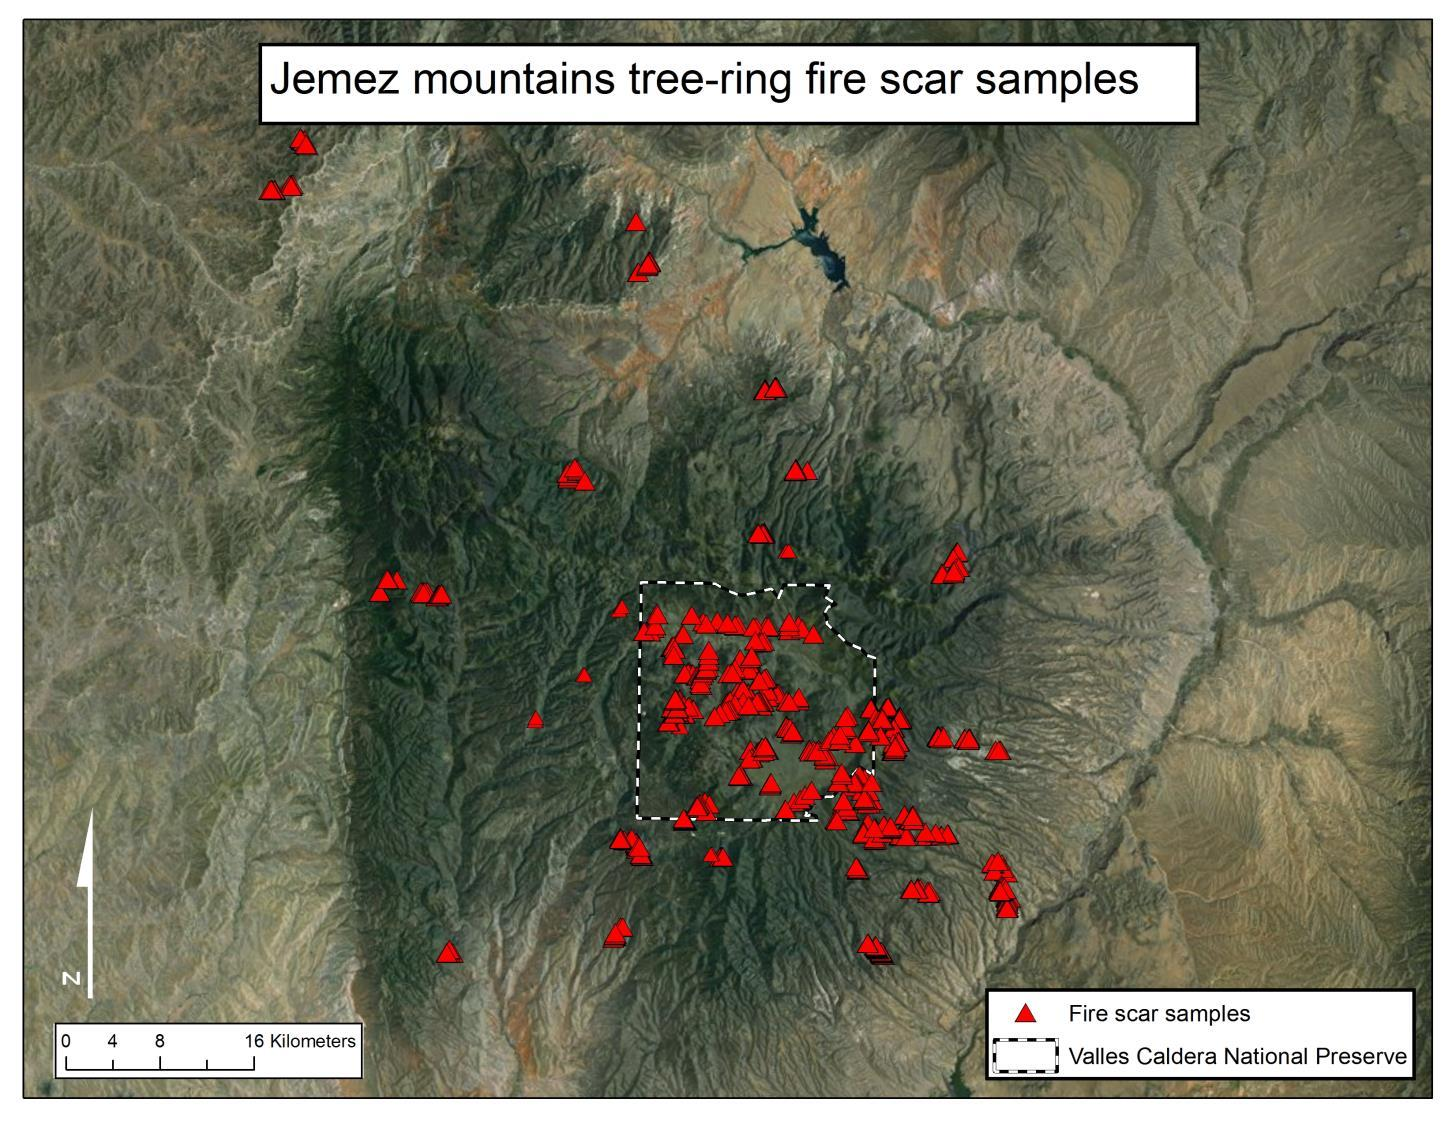 Jemez mountains tree-ring fire scar samples
N
0 4 8 16 Kilometers
Fire scar samples
Valles Caldera National Preserve